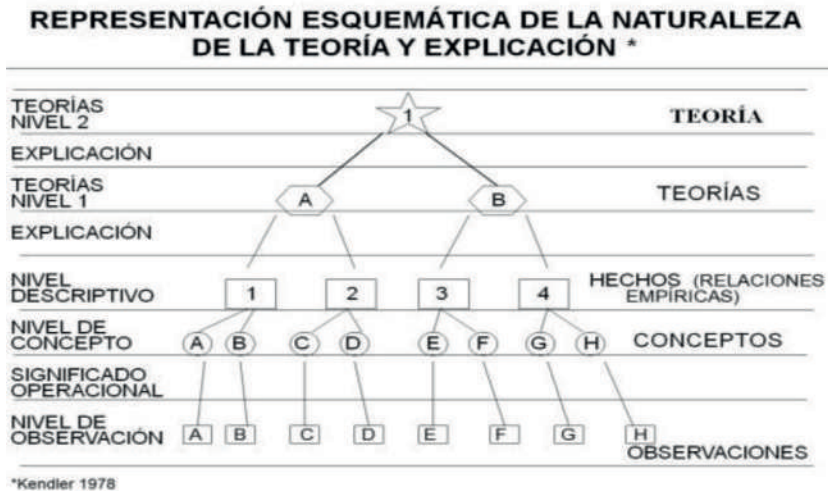 REPRESENTACIÓN ESQUEMÁTICA DE LA NATURALEZA
DE LA TEORÍA Y EXPLICACIÓN *
TEORÍAS
NIVEL 2
1
TEORÍA
EXPLICACIÓN
TEORÍAS
NIVEL 1
A B
TEORÍAS
EXPLICACIÓN
NIVEL
DESCRIPTIVO
1 2 3 4
HECHOS (RELACIONES
EMPÍRICAS)
NIVEL DE
CONCEPTO
A B C D E F G H
CONCEPTOS
SIGNIFICADO
OPERACIONAL
NIVEL DE
OBSERVACIÓN
A B C D E F G H
OBSERVACIONES
*Kendler 1978